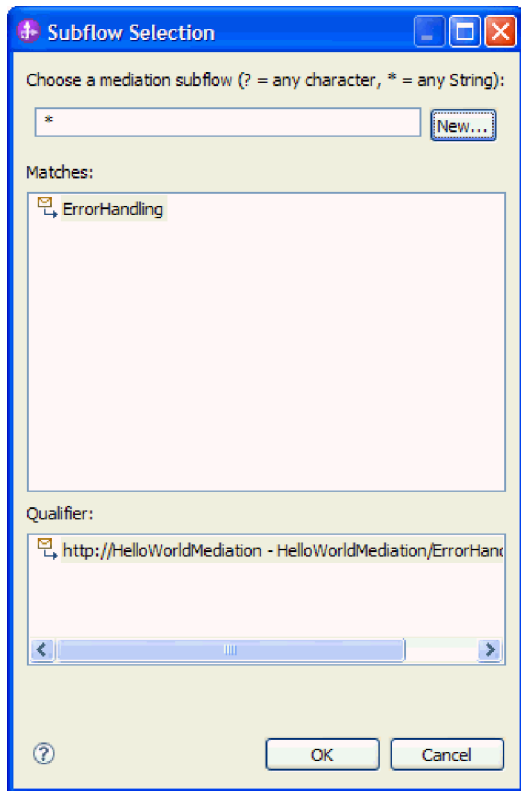 Subflow Selection
Choose a mediation subflow (? = any character, * = any String):
*
New...
Matches:
ErrorHandling
Qualifier:
http://HelloWorldMediation - HelloWorldMediation/ErrorHand
?
OK
Cancel